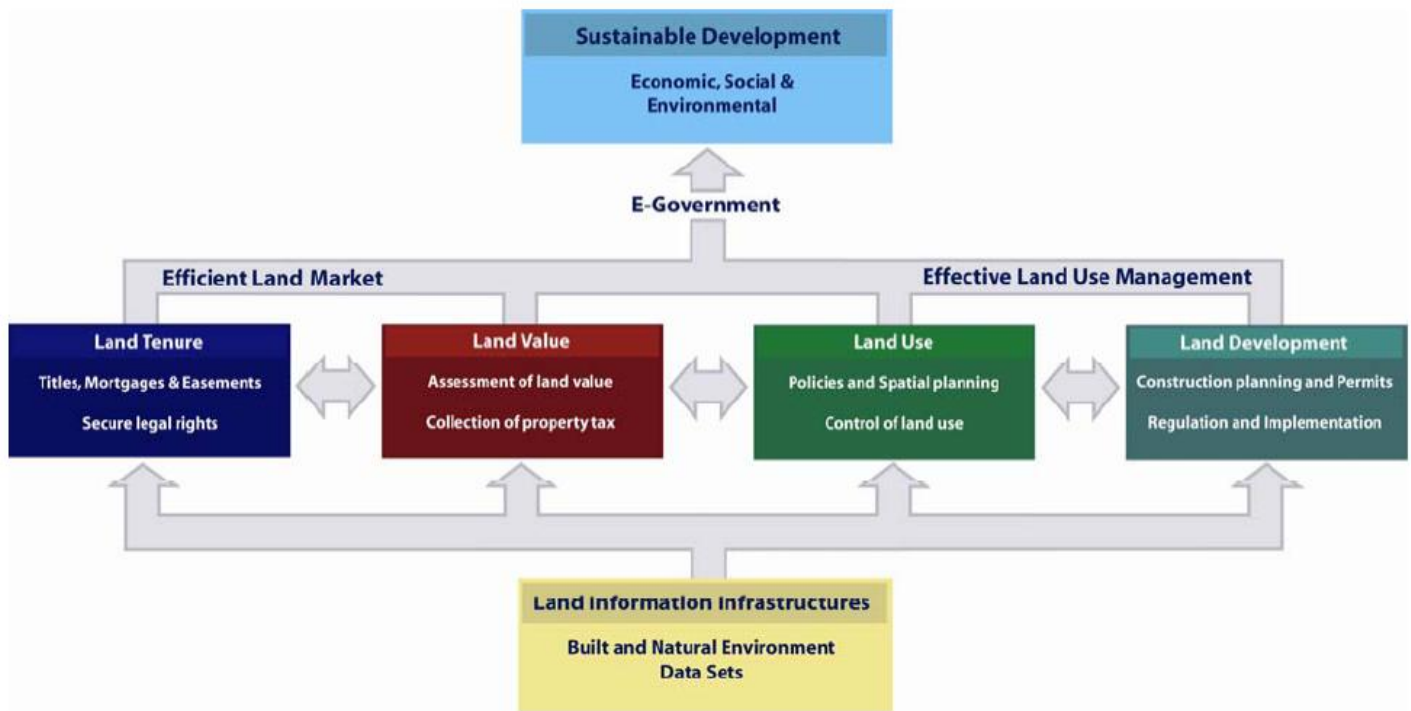 Sustainable Development
Economic, Social &
Environmental
E-Government
Efficient Land Market
Effective Land Use Management
Land Tenure
Titles, Mortgages & Easements
Secure legal rights
Land Value
Assessment of land value
Collection of property tax
Land Use
Policies and Spatial planning
Control of land use
Land Development
Construction planning and Permits
Regulation and Implementation
Land Information Infrastructures
Built and Natural Environment
Data Sets